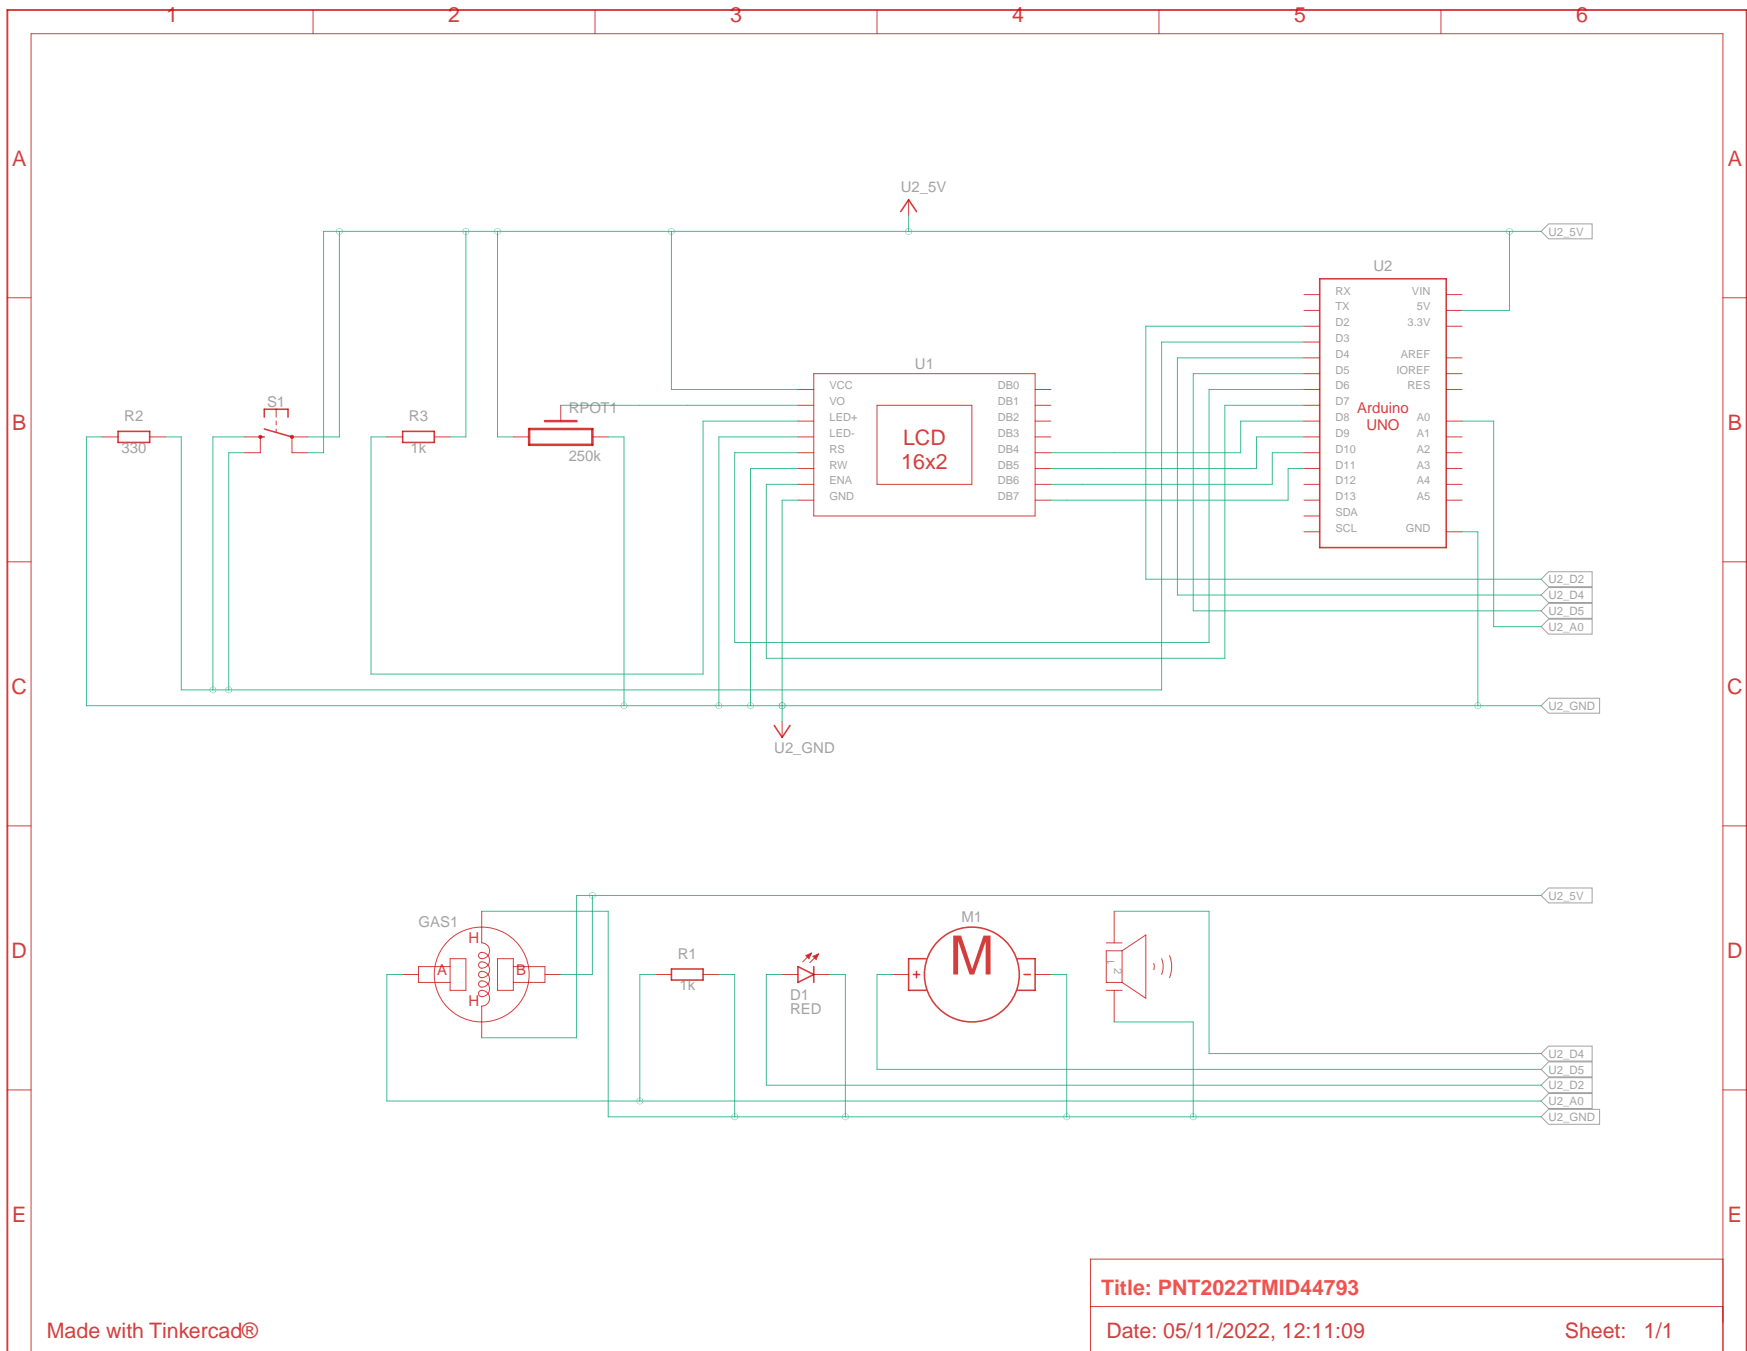 1 2 3 4 5 6
A A
U2_5V
U2_5V
U2
RX VIN
TX 5V
D2 3.3V
D3
D4 AREF
D5 IOREF
D6 RES
D7
Arduino
UNO
D8 A0
D9 A1
D10 A2
D11 A3
D12 A4
D13 A5
SDA
SCL GND
U1
VCC DB0
VO DB1
LED+ DB2
LED- DB3
RS DB4
RW DB5
ENA DB6
GND DB7
LCD
16x2
B B
R2
330
S1
R3
1k
RPOT1
250k
U2_D2
U2_D4
U2_D5
U2_A0
C C
U2_GND
U2_GND
U2_5V
D D
GAS1
H
A B
H
R1
1k
D1
RED
M1
M
+ -
L 2
U2_D4
U2_D5
U2_D2
U2_A0
U2_GND
E E
Title: PNT2022TMID44793
Made with Tinkercad®
Date: 05/11/2022, 12:11:09 Sheet: 1/1